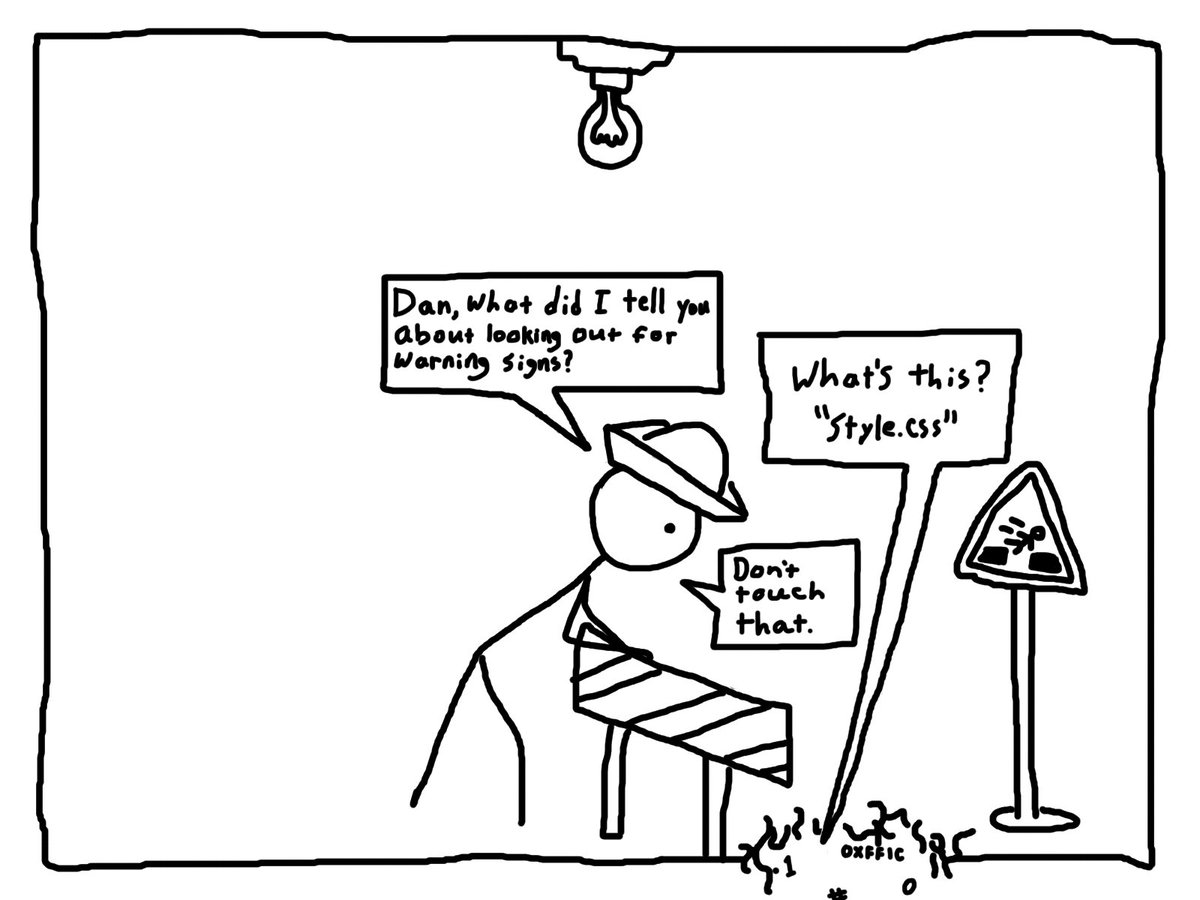 Dan, what did I tell you
about looking out for
warning signs?
What's this?
"Style.css"
Don't
touch
that.
0XFF1C
.1
#
0